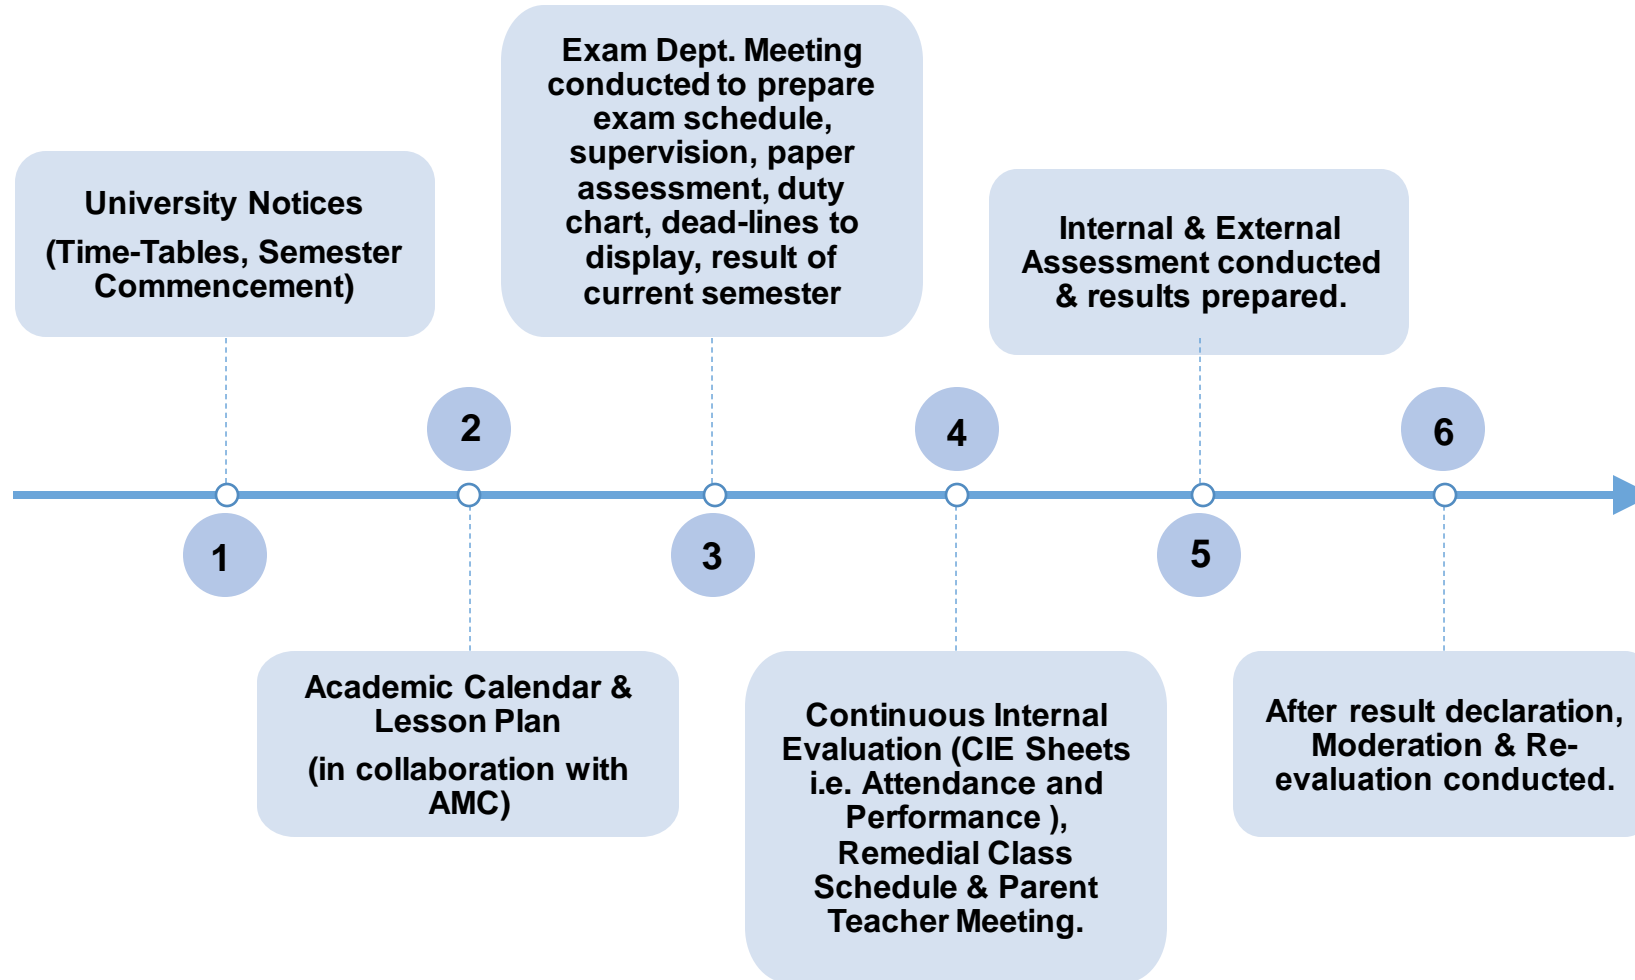 University Notices
(Time-Tables, Semester
Commencement)
1
2
Academic Calendar &
Lesson Plan
(in collaboration with
AMC)
Exam Dept. Meeting
conducted to prepare
exam schedule,
supervision, paper
assessment, duty
chart, dead-lines to
display, result of
current semester
3
4
Continuous Internal
Evaluation (CIE Sheets
i.e. Attendance and
Performance ),
Remedial Class
Schedule & Parent
Teacher Meeting.
Internal & External
Assessment conducted
& results prepared.
5
6
After result declaration,
Moderation & Re-
evaluation conducted.